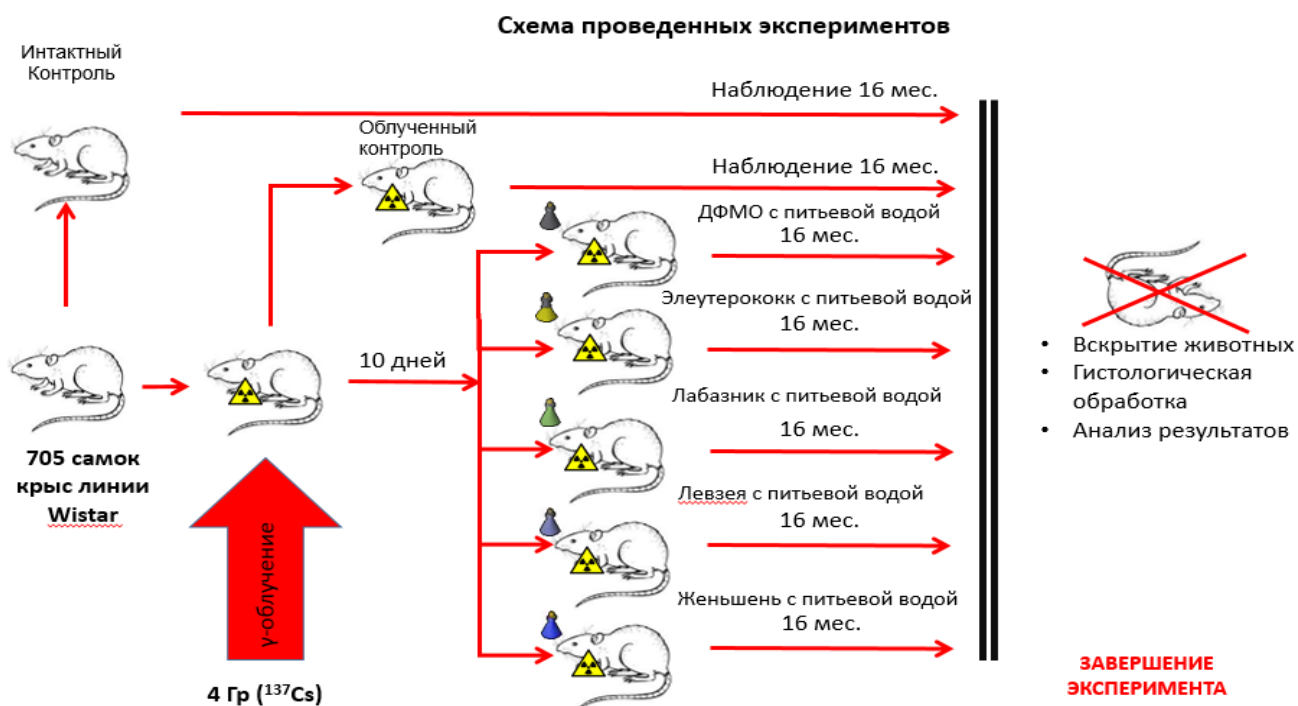 Схема проведенных экспериментов
Интактный
Контроль
Наблюдение 16 мес.
Облученный
контроль
Наблюдение 16 мес.
ДФМО с питьевой водой
16 мес.
Элеутерококк с питьевой водой
16 мес.
10 дней
Лабазник с питьевой водой
16 мес.
Левзея с питьевой водой
16 мес.
Женьшень с питьевой водой
16 мес.
705 самок
крыс линии
Wistar
γ-облучение
4 Гр (¹³⁷Cs)
• Вскрытие животных
• Гистологическая
обработка
• Анализ результатов
ЗАВЕРШЕНИЕ
ЭКСПЕРИМЕНТА